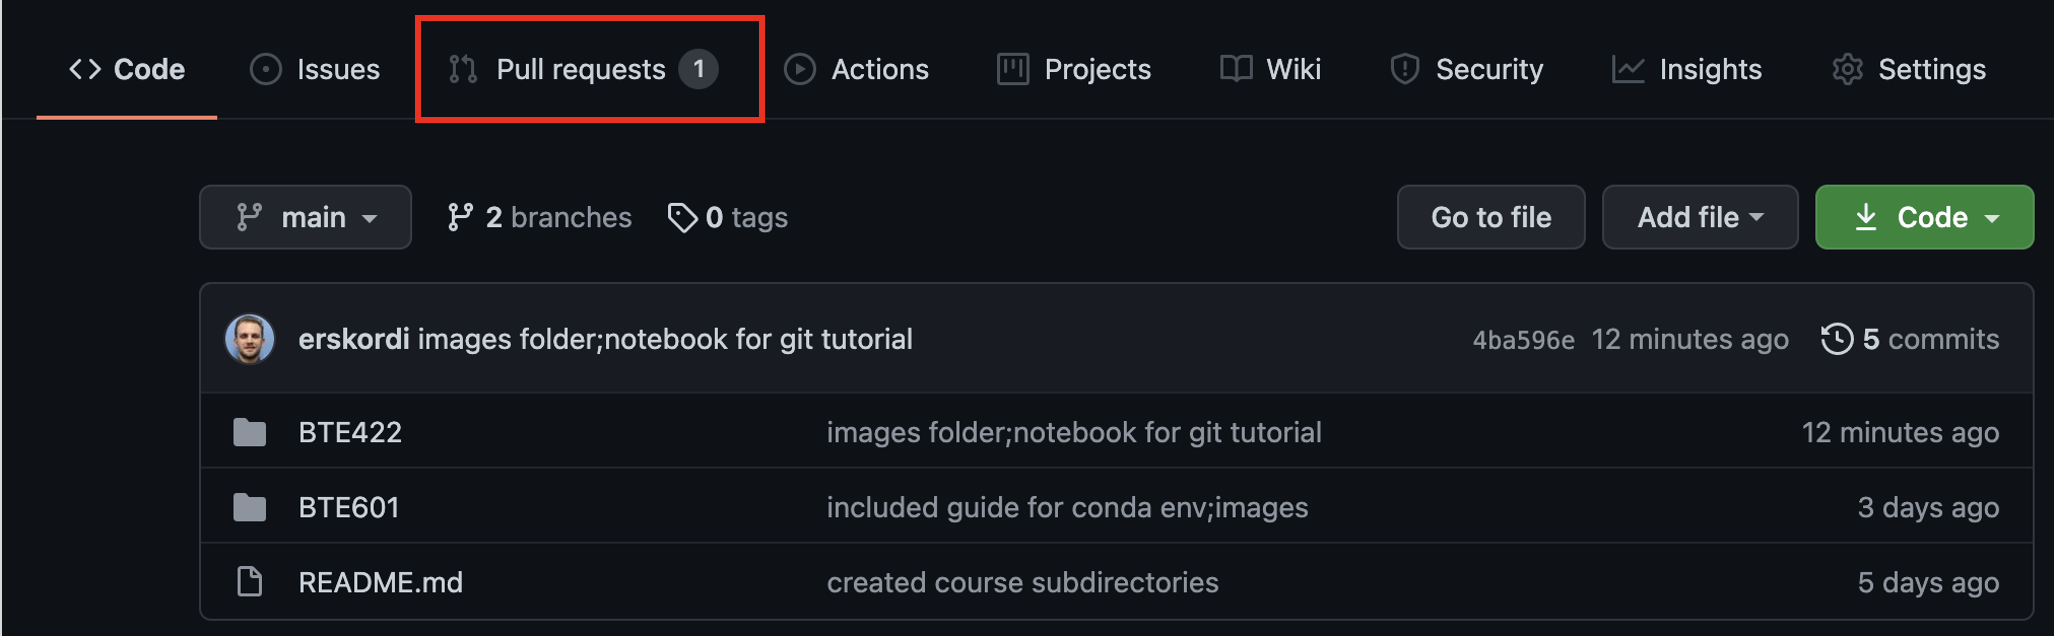 Code Issues Pull requests 1 Actions Projects Wiki Security Insights Settings
main 2 branches 0 tags Go to file Add file Code
erskordi images folder;notebook for git tutorial 4ba596e 12 minutes ago 5 commits
BTE422 images folder;notebook for git tutorial 12 minutes ago
BTE601 included guide for conda env;images 3 days ago
README.md created course subdirectories 5 days ago